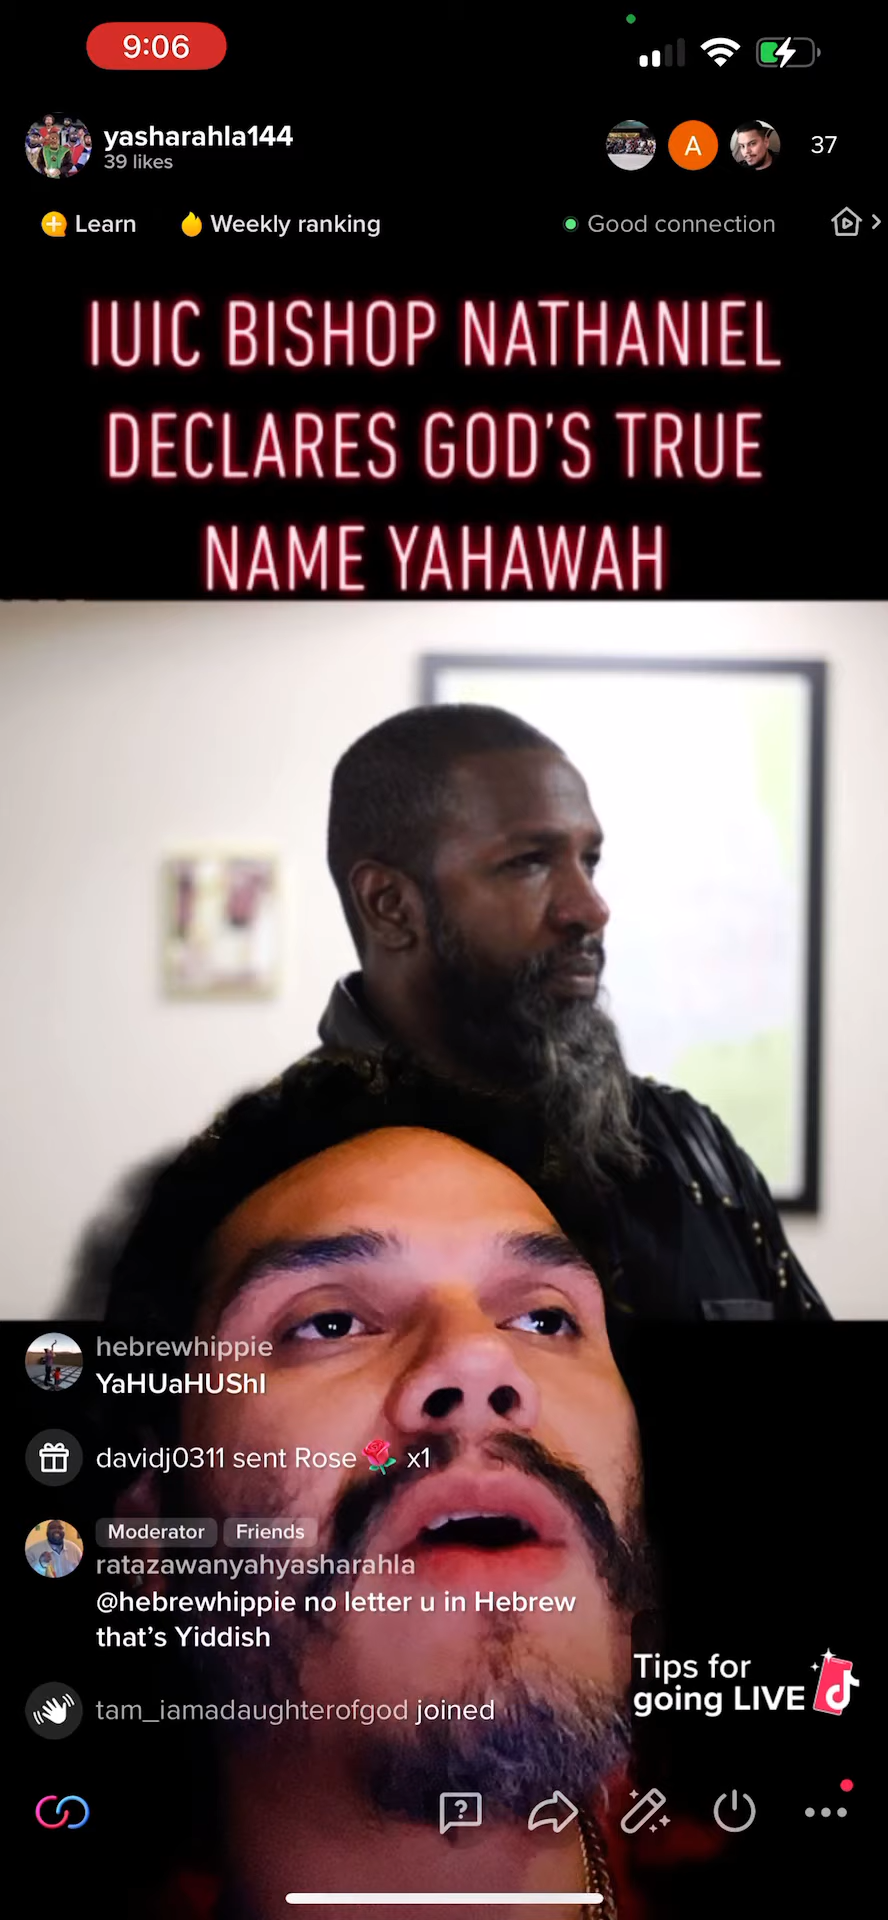 9:06
yasharahla144
39 likes
A
37
Learn
Weekly ranking
Good connection
IUIC BISHOP NATHANIEL
DECLARES GOD'S TRUE
NAME YAHAWAH
hebrewhippie
YaHUaHUShI
davidj0311 sent Rose x1
Moderator Friends
ratazawanyahyasharahla
@hebrewhippie no letter u in Hebrew
that's Yiddish
Tips for
going LIVE
tam_iamadaughterofgod joined